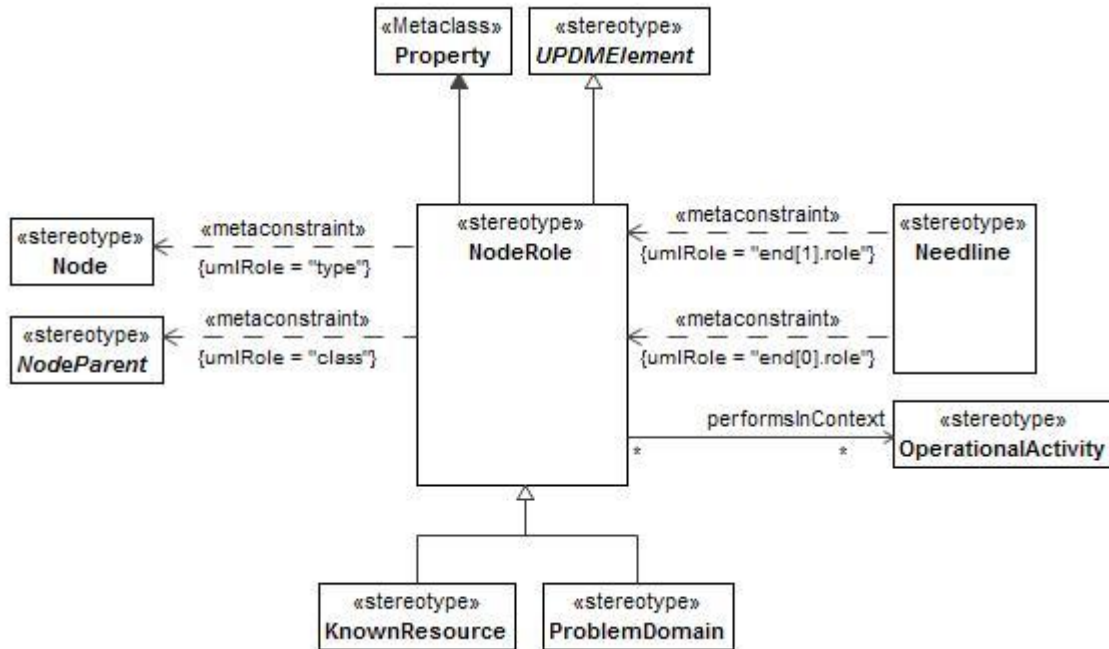 «Metaclass»
Property
«stereotype»
UPDMElement
«stereotype»
NodeRole
«stereotype»
Node
«metaconstraint»
{umlRole = "type"}
«stereotype»
NodeParent
«metaconstraint»
{umlRole = "class"}
«metaconstraint»
{umlRole = "end[1].role"}
«stereotype»
Needline
«metaconstraint»
{umlRole = "end[0].role"}
performsInContext
* *
«stereotype»
OperationalActivity
«stereotype»
KnownResource
«stereotype»
ProblemDomain